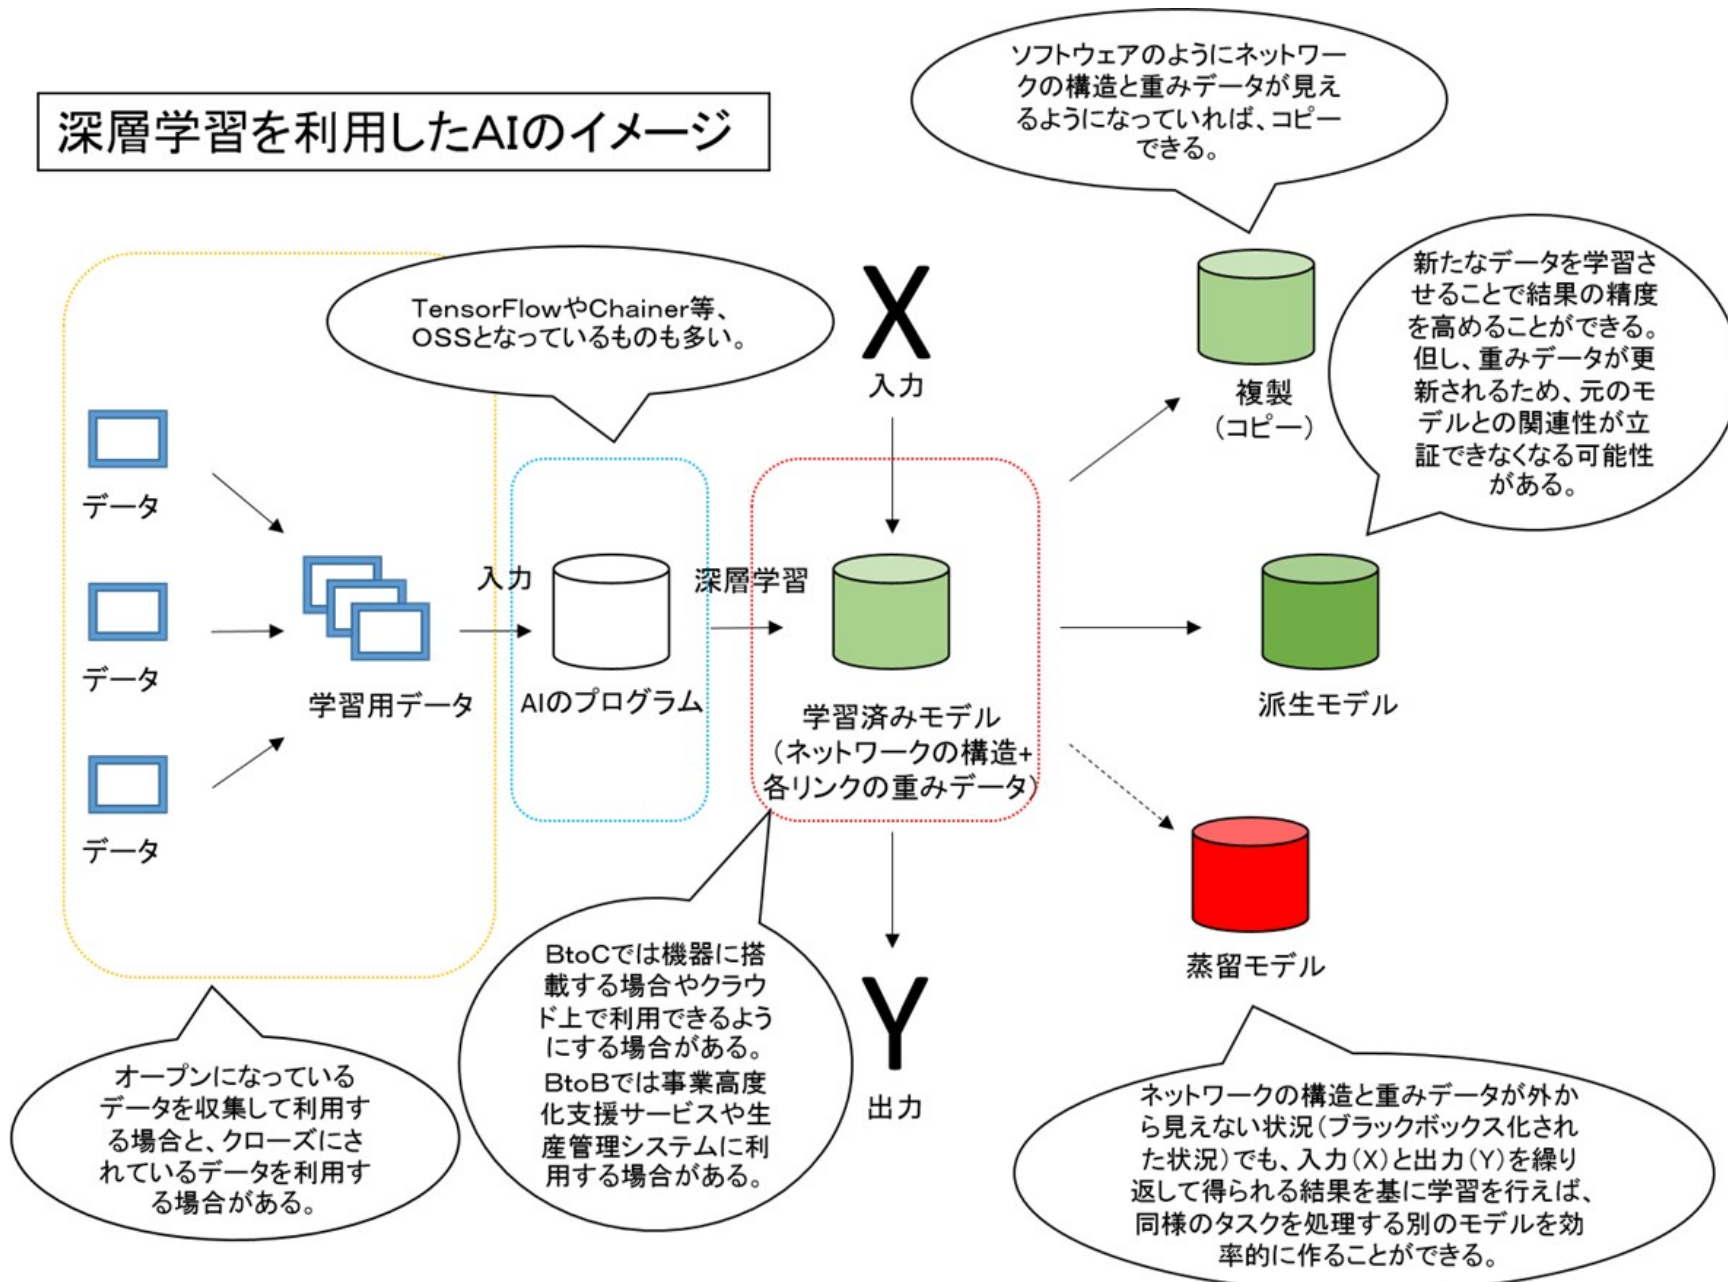 深層学習を利用したAIのイメージ
ソフトウェアのようにネットワー
クの構造と重みデータが見え
るようになっていれば、コピー
できる。
TensorFlowやChainer等、
OSSとなっているものも多い。
X
入力
新たなデータを学習さ
せることで結果の精度
を高めることができる。
但し、重みデータが更
新されるため、元のモ
デルとの関連性が立
証できなくなる可能性
がある。
複製
(コピー)
データ
データ
データ
学習用データ
入力
AIのプログラム
深層学習
学習済みモデル
(ネットワークの構造+
各リンクの重みデータ)
派生モデル
蒸留モデル
Y
出力
オープンになっている
データを収集して利用す
る場合と、クローズにさ
れているデータを利用す
る場合がある。
BtoCでは機器に搭
載する場合やクラウ
ド上で利用できるよう
にする場合がある。
BtoBでは事業高度
化支援サービスや生
産管理システムに利
用する場合がある。
ネットワークの構造と重みデータが外か
ら見えない状況(ブラックボックス化され
た状況)でも、入力(X)と出力(Y)を繰り
返して得られる結果を基に学習を行えば、
同様のタスクを処理する別のモデルを効
率的に作ることができる。